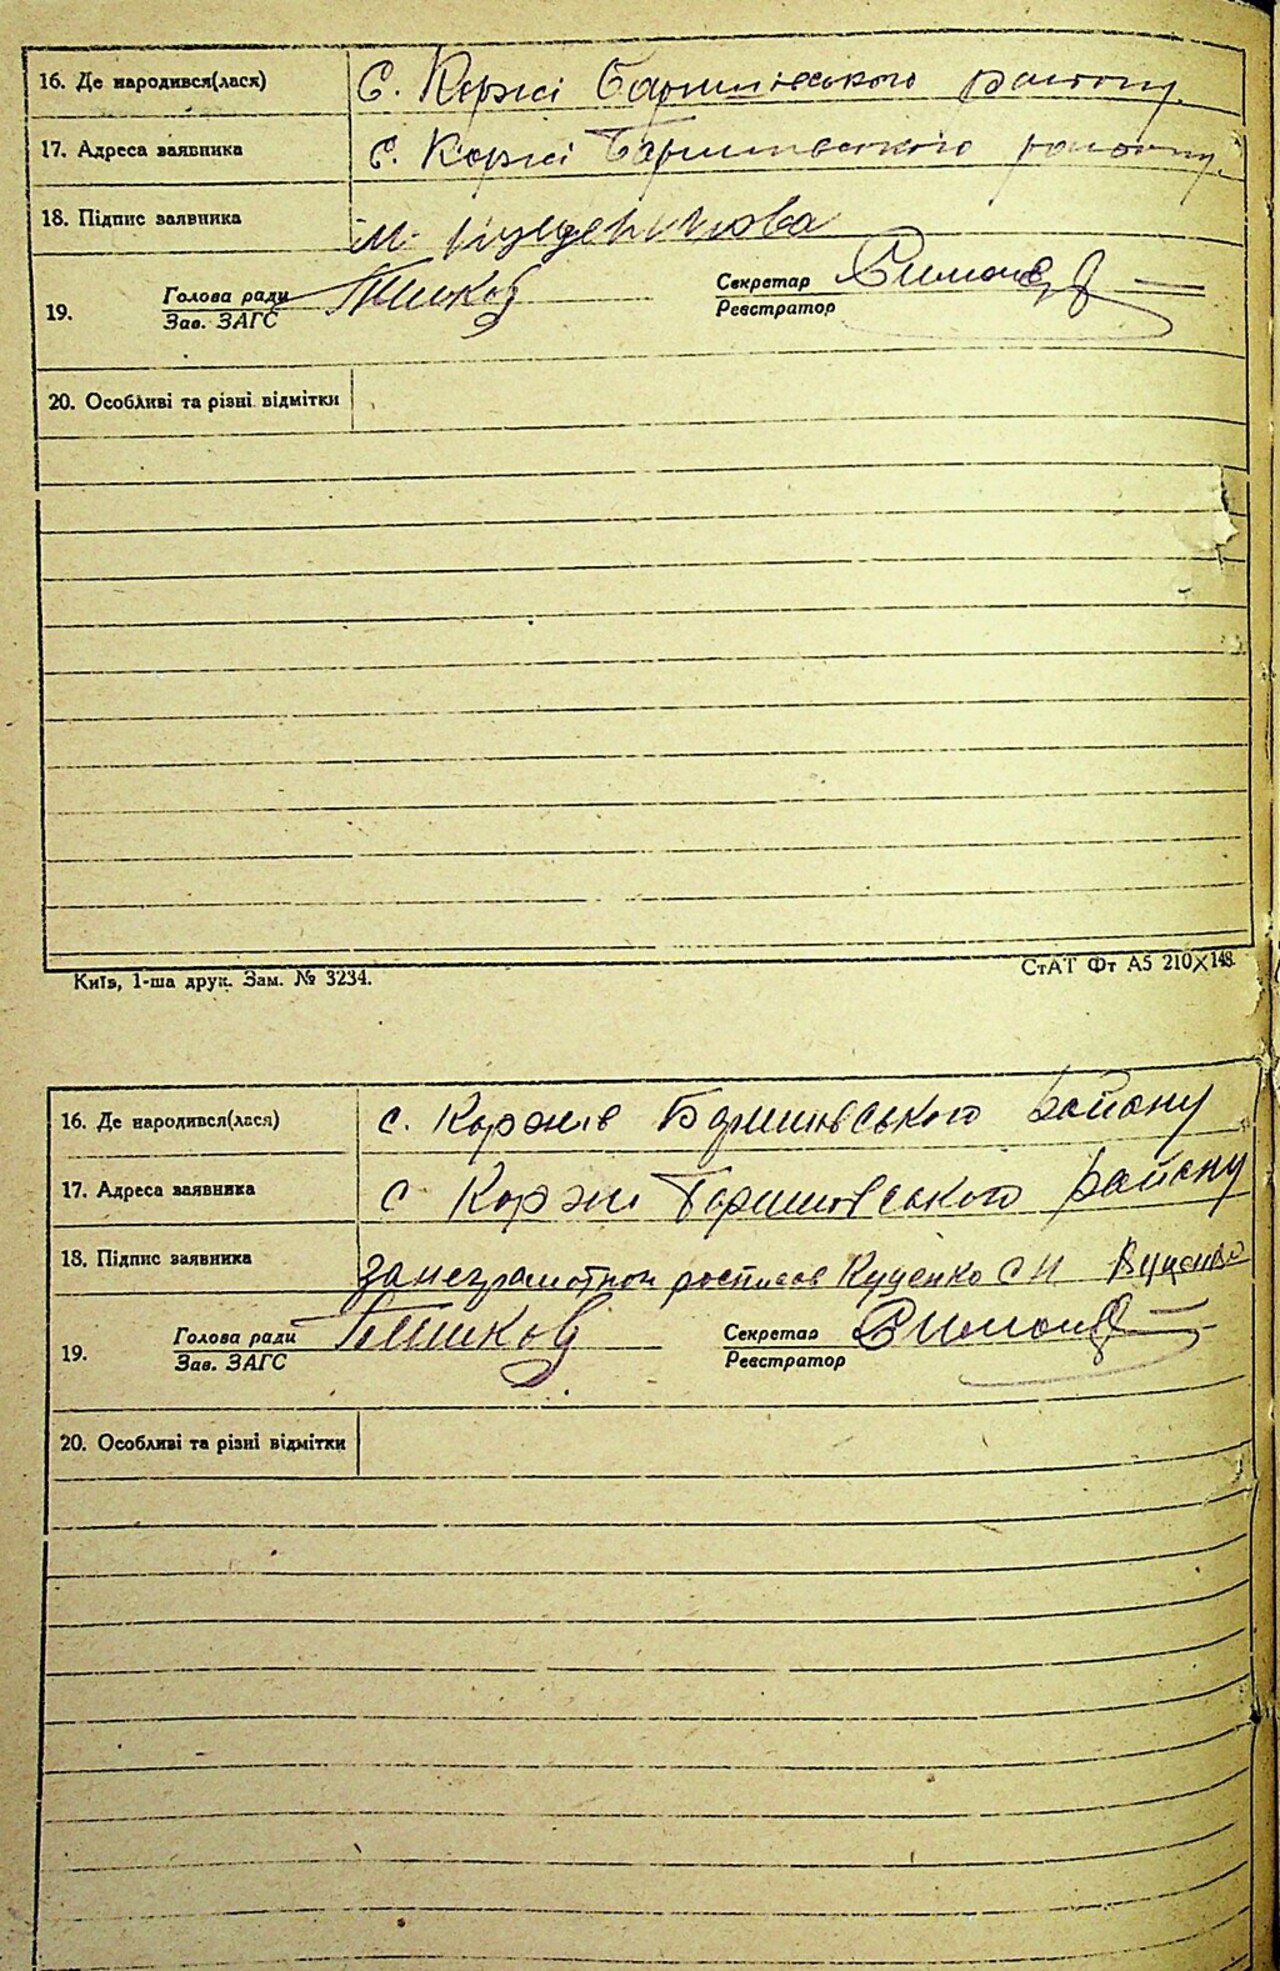 16. Де народився(лася) С. Коржі Баришівського району
17. Адреса заявника С. Коржі Баришівського району
18. Підпис заявника М.
19. Голова ради Секретар
Зав. ЗАГС Реєстратор
20. Особливі та різні відмітки
Київ, 1-ша друк. Зам. № 3234. СтАТ Фт А5 210X148
16. Де народився(лася) с. Коржів Баришівського району
17. Адреса заявника С Коржі Баришівського району
18. Підпис заявника росписав Куценко С Н Куценко
19. Голова ради Секретар
Зав. ЗАГС Реєстратор
20. Особливі та різні відмітки